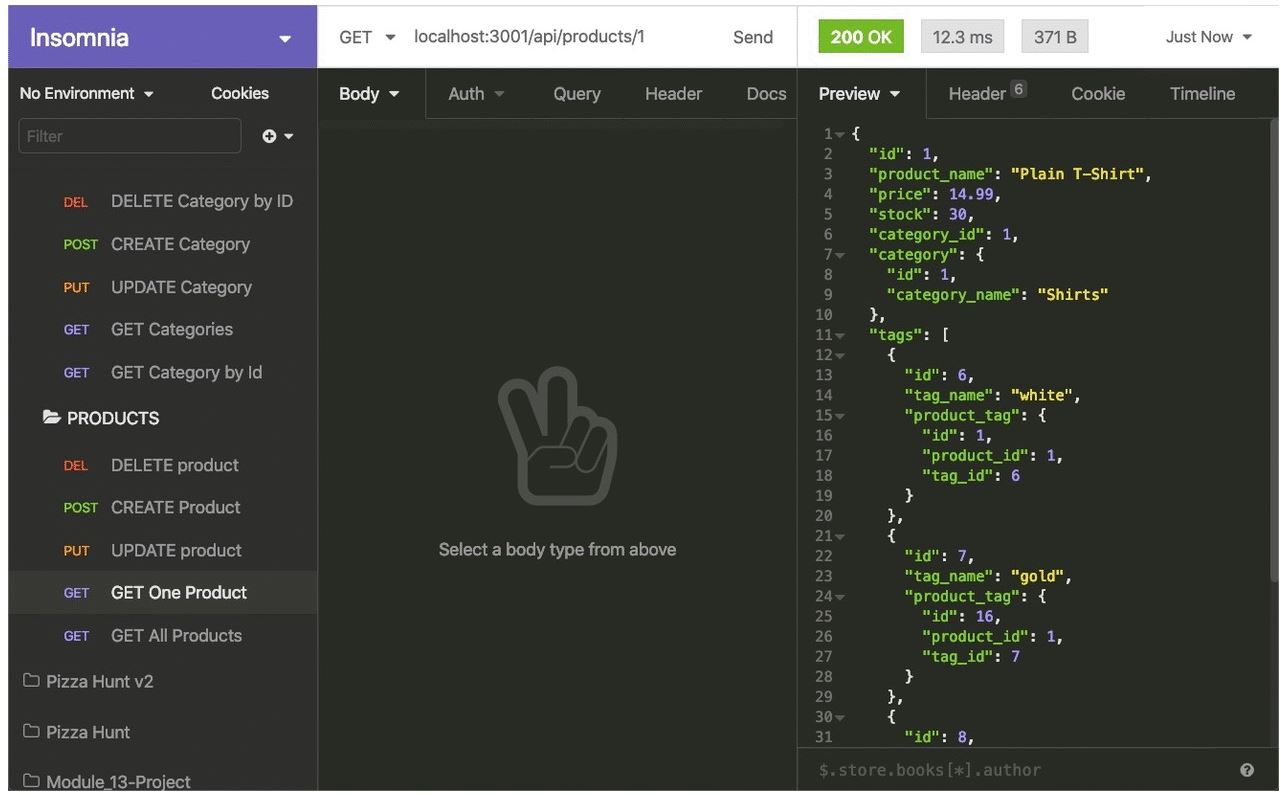 Insomnia
GET localhost:3001/api/products/1 Send
200 OK 12.3 ms 371 B Just Now
No Environment Cookies
Filter
DEL DELETE Category by ID
POST CREATE Category
PUT UPDATE Category
GET GET Categories
GET GET Category by Id
PRODUCTS
DEL DELETE product
POST CREATE Product
PUT UPDATE product
GET GET One Product
GET GET All Products
Pizza Hunt v2
Pizza Hunt
Module_13-Project
Body Auth Query Header Docs
Select a body type from above
Preview Header 6 Cookie Timeline
1 {
2 "id": 1,
3 "product_name": "Plain T-Shirt",
4 "price": 14.99,
5 "stock": 30,
6 "category_id": 1,
7 "category": {
8 "id": 1,
9 "category_name": "Shirts"
10 },
11 "tags": [
12 {
13 "id": 6,
14 "tag_name": "white",
15 "product_tag": {
16 "id": 1,
17 "product_id": 1,
18 "tag_id": 6
19 }
20 },
21 {
22 "id": 7,
23 "tag_name": "gold",
24 "product_tag": {
25 "id": 16,
26 "product_id": 1,
27 "tag_id": 7
28 }
29 },
30 {
31 "id": 8,
$.store.books[*].author